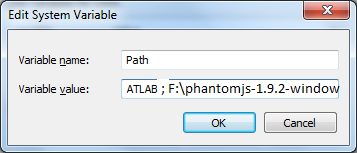 Edit System Variable
Variable name:
Path
Variable value:
ATLAB ; F:\phantomjs-1.9.2-window
OK
Cancel